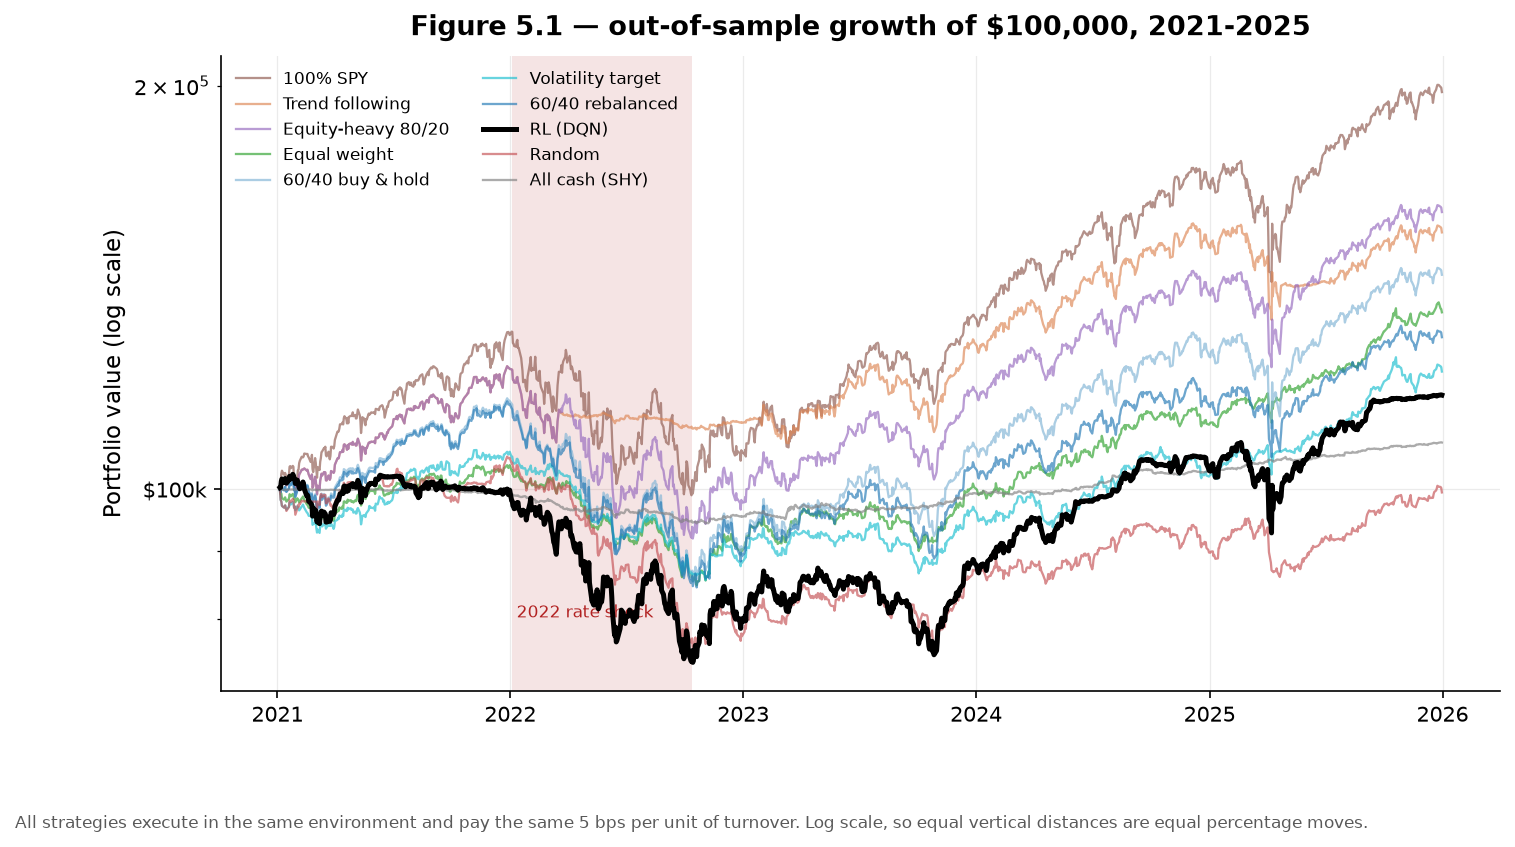 Figure 5.1 — out-of-sample growth of $100,000, 2021-2025
Portfolio value (log scale)
2 × 10⁵
$100k
100% SPY
Trend following
Equity-heavy 80/20
Equal weight
60/40 buy & hold
Volatility target
60/40 rebalanced
RL (DQN)
Random
All cash (SHY)
2022 rate shock
2021 2022 2023 2024 2025 2026
All strategies execute in the same environment and pay the same 5 bps per unit of turnover. Log scale, so equal vertical distances are equal percentage moves.